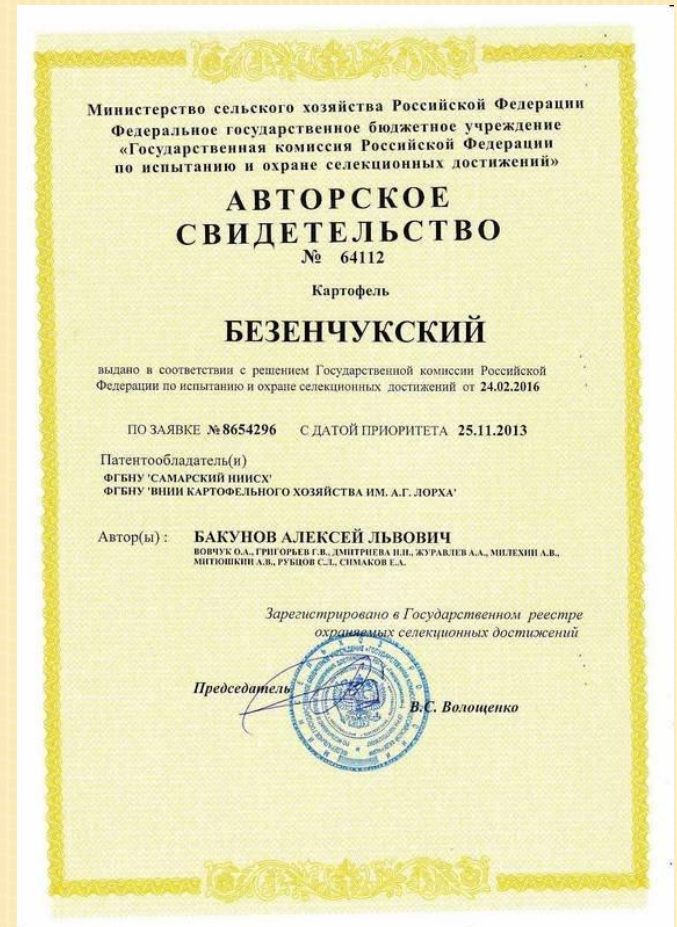 Министерство сельского хозяйства Российской Федерации
Федеральное государственное бюджетное учреждение
«Государственная комиссия Российской Федерации
по испытанию и охране селекционных достижений»
АВТОРСКОЕ
СВИДЕТЕЛЬСТВО
№ 64112
Картофель
БЕЗЕНЧУКСКИЙ
выдано в соответствии с решением Государственной комиссии Российской
Федерации по испытанию и охране селекционных достижений от 24.02.2016
ПО ЗАЯВКЕ № 8654296 С ДАТОЙ ПРИОРИТЕТА 25.11.2013
Патентообладатель(и)
ФГБНУ 'САМАРСКИЙ НИИСХ'
ФГБНУ 'ВНИИ КАРТОФЕЛЬНОГО ХОЗЯЙСТВА ИМ. А.Г. ЛОРХА'
Автор(ы) : БАКУНОВ АЛЕКСЕЙ ЛЬВОВИЧ
ВОВЧУК О.А., ГРИГОРЬЕВ Г.В., ДМИТРИЕВА Н.Н., ЖУРАВЛЕВ А.А., МИЛЕХИН А.В.,
МИТЮШКИН А.В., РУБЦОВ С.Л., СИМАКОВ Е.А.
Зарегистрировано в Государственном реестре
охраняемых селекционных достижений
Председатель
В.С. Волощенко